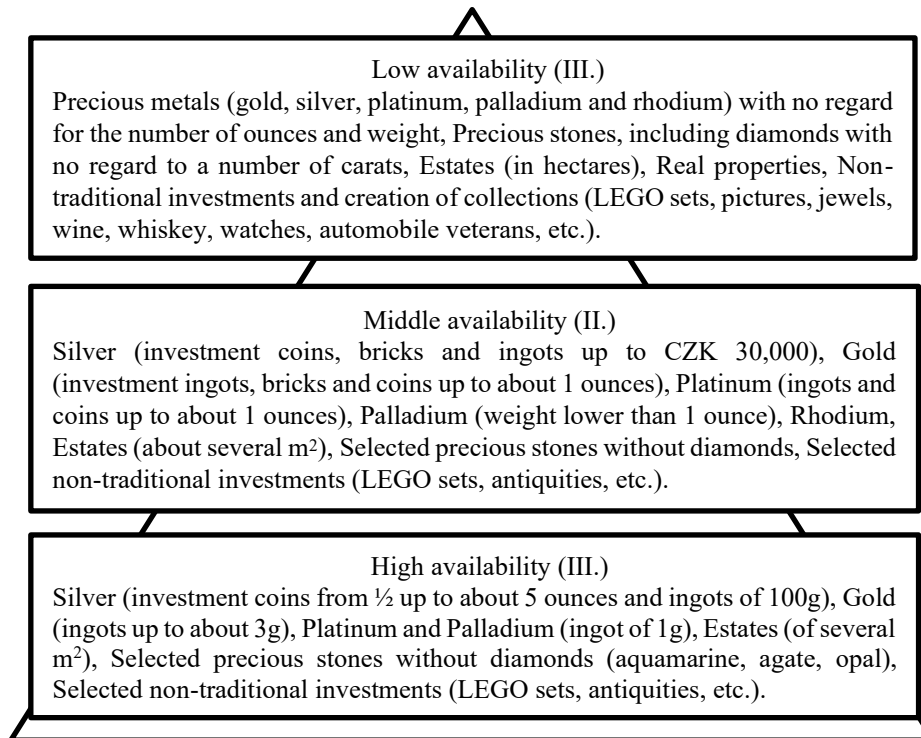 Low availability (III.)
Precious metals (gold, silver, platinum, palladium and rhodium) with no regard
for the number of ounces and weight, Precious stones, including diamonds with
no regard to a number of carats, Estates (in hectares), Real properties, Non-
traditional investments and creation of collections (LEGO sets, pictures, jewels,
wine, whiskey, watches, automobile veterans, etc.).
Middle availability (II.)
Silver (investment coins, bricks and ingots up to CZK 30,000), Gold
(investment ingots, bricks and coins up to about 1 ounces), Platinum (ingots and
coins up to about 1 ounces), Palladium (weight lower than 1 ounce), Rhodium,
Estates (about several m²), Selected precious stones without diamonds, Selected
non-traditional investments (LEGO sets, antiquities, etc.).
High availability (III.)
Silver (investment coins from ½ up to about 5 ounces and ingots of 100g), Gold
(ingots up to about 3g), Platinum and Palladium (ingot of 1g), Estates (of several
m²), Selected precious stones without diamonds (aquamarine, agate, opal),
Selected non-traditional investments (LEGO sets, antiquities, etc.).